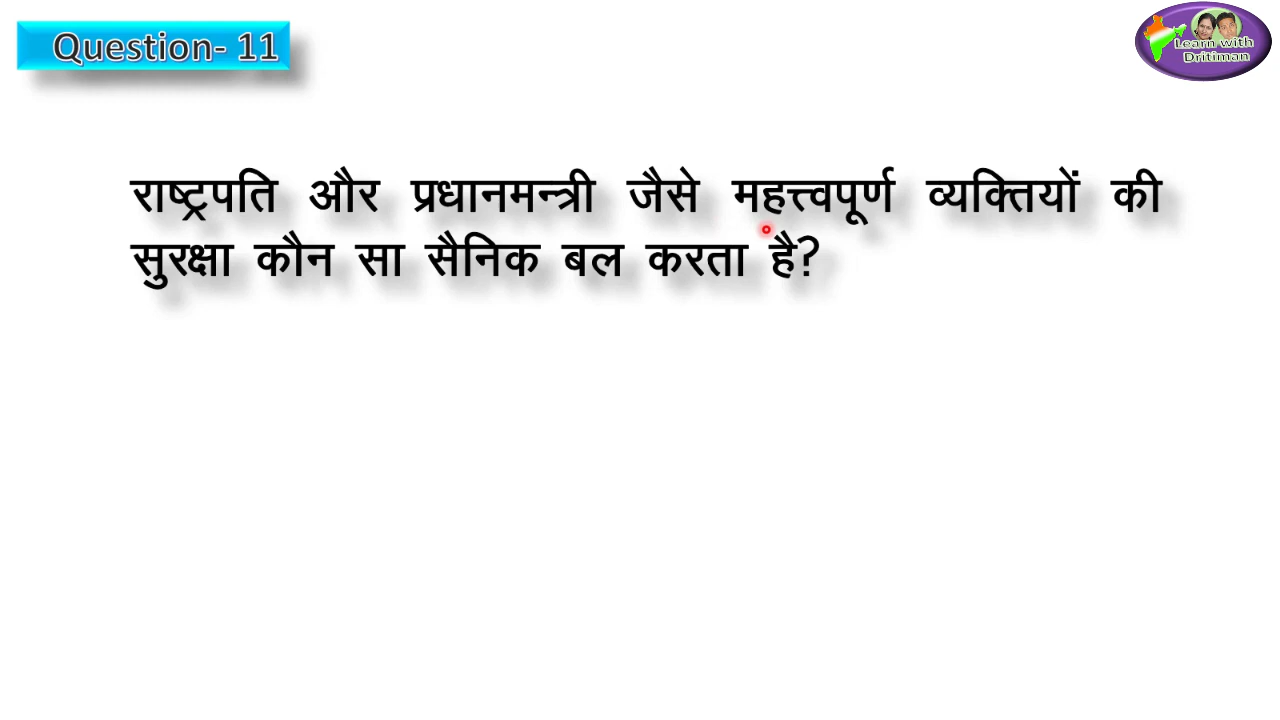 Question- 11
Learn with
Dritiman
राष्ट्रपति और प्रधानमन्त्री जैसे महत्त्वपूर्ण व्यक्तियों की
सुरक्षा कौन सा सैनिक बल करता है?